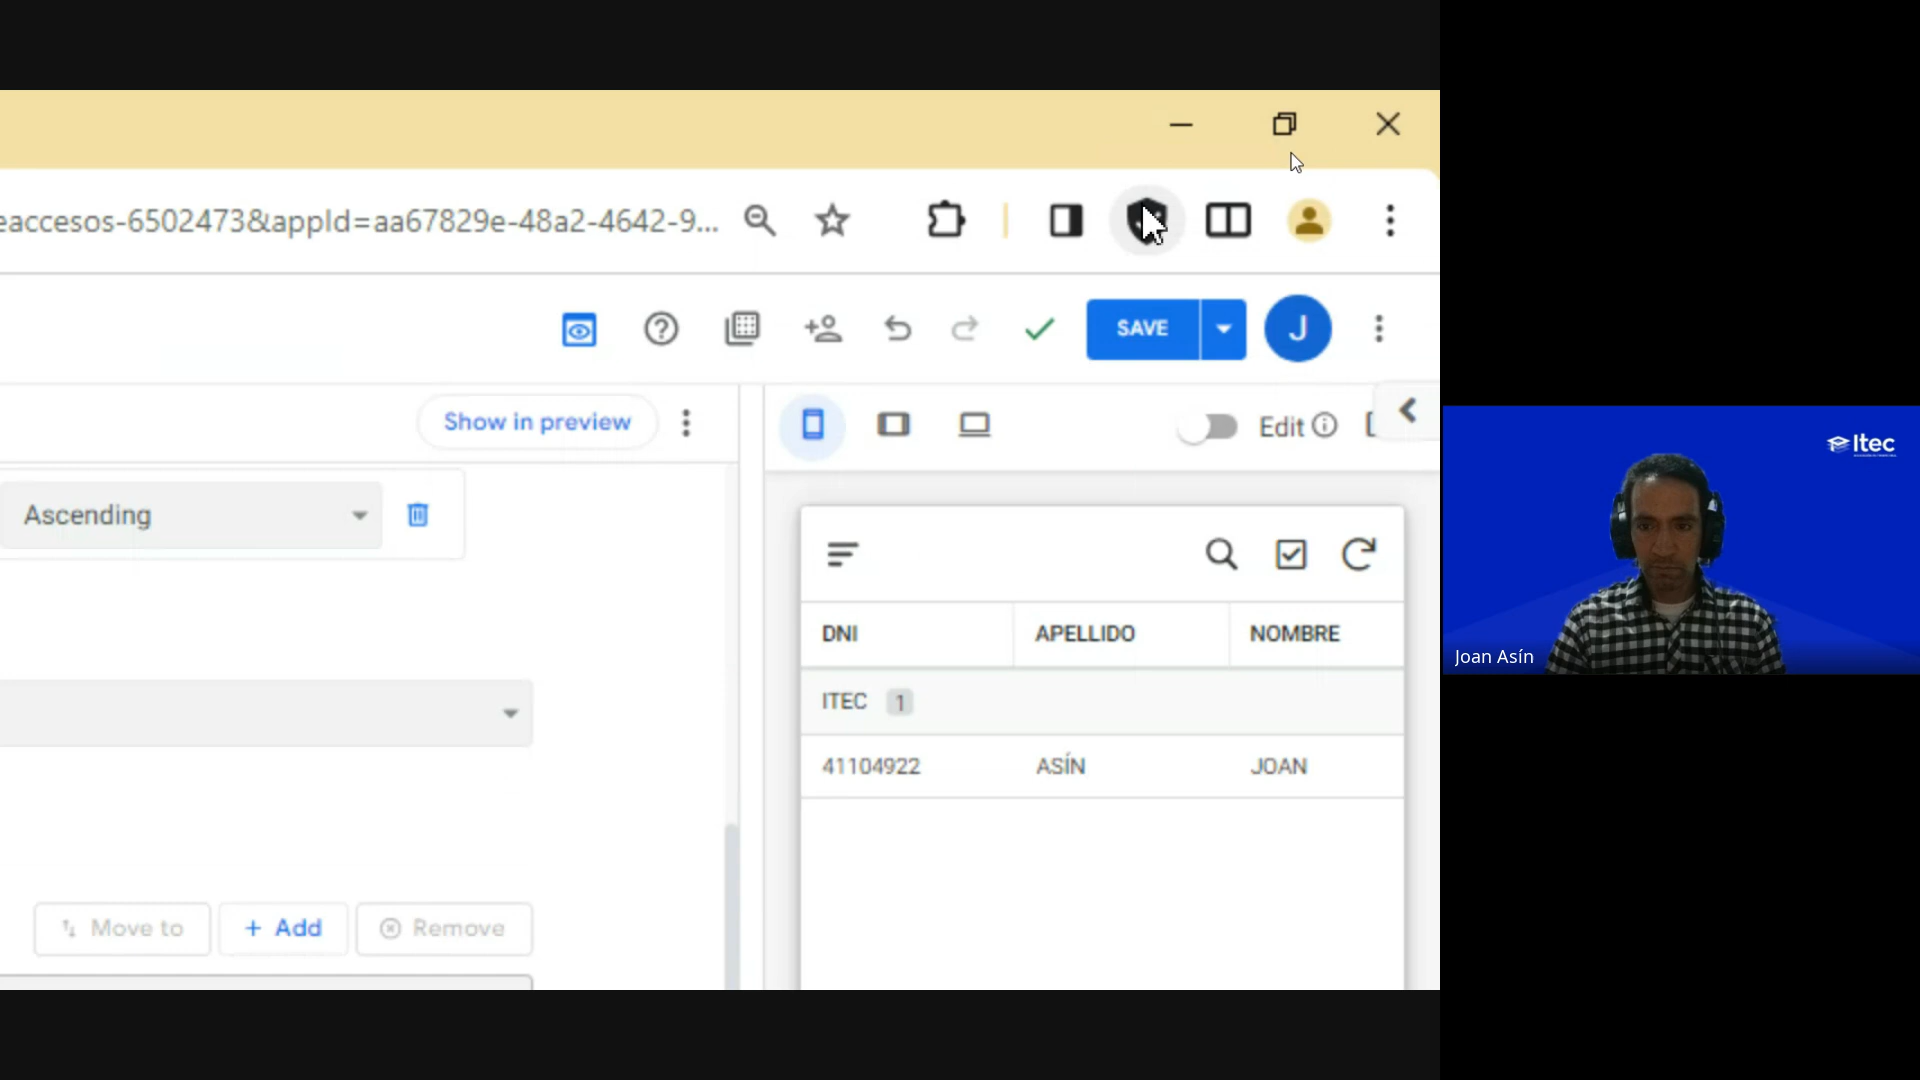 eaccesos-6502473&appId=aa67829e-48a2-4642-9...
SAVE
J
Show in preview
Edit
Ascending
DNI APELLIDO NOMBRE
ITEC 1
41104922 ASÍN JOAN
Move to
+ Add
Remove
Itec
Joan Asín